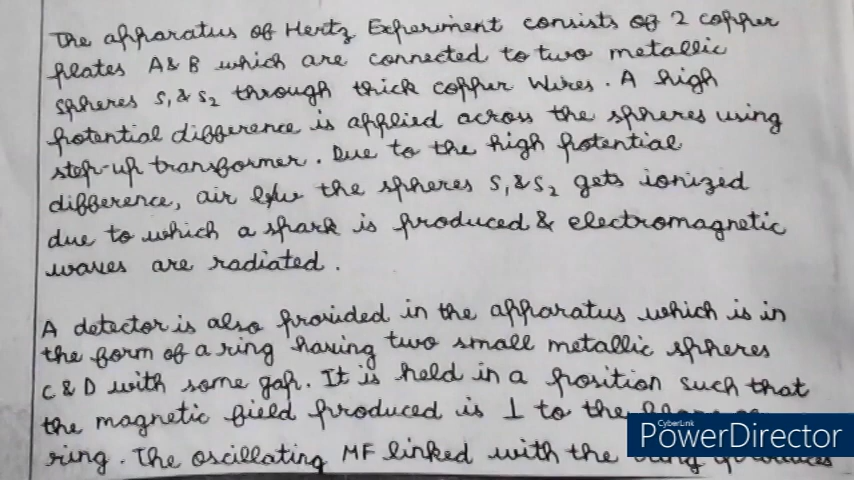 The apparatus of Hertz Experiment consists of 2 copper
plates A & B which are connected to two metallic
spheres S₁ & S₂ through thick copper wires. A high
potential difference is applied across the spheres using
step-up transformer. Due to the high potential
difference, air the spheres S₁ & S₂ gets ionized
due to which a spark is produced & electromagnetic
waves are radiated.
A detector is also provided in the apparatus which is in
the form of a ring having two small metallic spheres
C & D with some gap. It is held in a position such that
the magnetic field produced is ⊥ to the
ring. The oscillating MF linked with the
CyberLink
PowerDirector